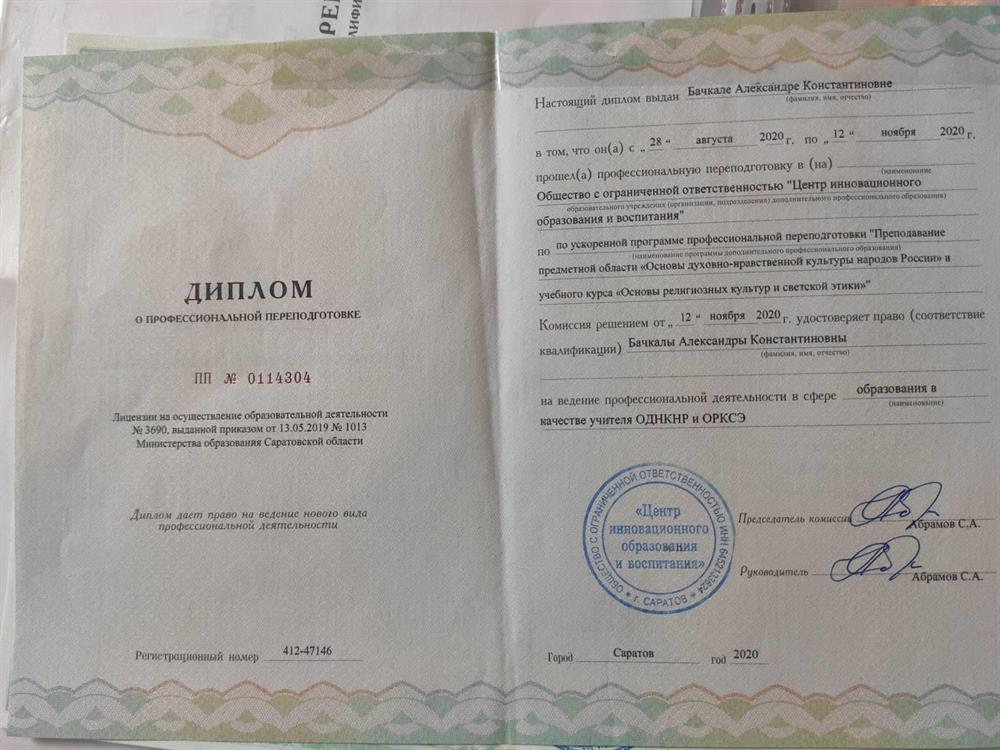 ДИПЛОМ
О ПРОФЕССИОНАЛЬНОЙ ПЕРЕПОДГОТОВКЕ
ПП № 0114304
Лицензии на осуществление образовательной деятельности
№ 3690, выданной приказом от 13.05.2019 № 1013
Министерства образования Саратовской области
Диплом дает право на ведение нового вида
профессиональной деятельности
Регистрационный номер 412-47146
Настоящий диплом выдан Бачкале Александре Константиновне
(фамилия, имя, отчество)
в том, что он(а) с „ 28 “ августа 2020 г. по „ 12 “ ноября 2020 г.
прошел(а) профессиональную переподготовку в (на)
(наименование
Общество с ограниченной ответственностью "Центр инновационного
образовательного учреждения (организации, подразделения) дополнительного профессионального образования)
образования и воспитания"
по по ускоренной программе профессиональной переподготовки "Преподавание
(наименование программы дополнительного профессионального образования)
предметной области «Основы духовно-нравственной культуры народов России» и
учебного курса «Основы религиозных культур и светской этики»"
Комиссия решением от „ 12 “ ноября 2020 г. удостоверяет право (соответствие
квалификации) Бачкалы Александры Константиновны
(фамилия, имя, отчество)
на ведение профессиональной деятельности в сфере образования в
(наименование)
качестве учителя ОДНКНР и ОРКСЭ
ОБЩЕСТВО С ОГРАНИЧЕННОЙ ОТВЕТСТВЕННОСТЬЮ ИНН 6452133624
* г. САРАТОВ *
«Центр
инновационного
образования
и воспитания»
Председатель комиссии Абрамов С.А.
Руководитель Абрамов С.А.
Город Саратов год 2020